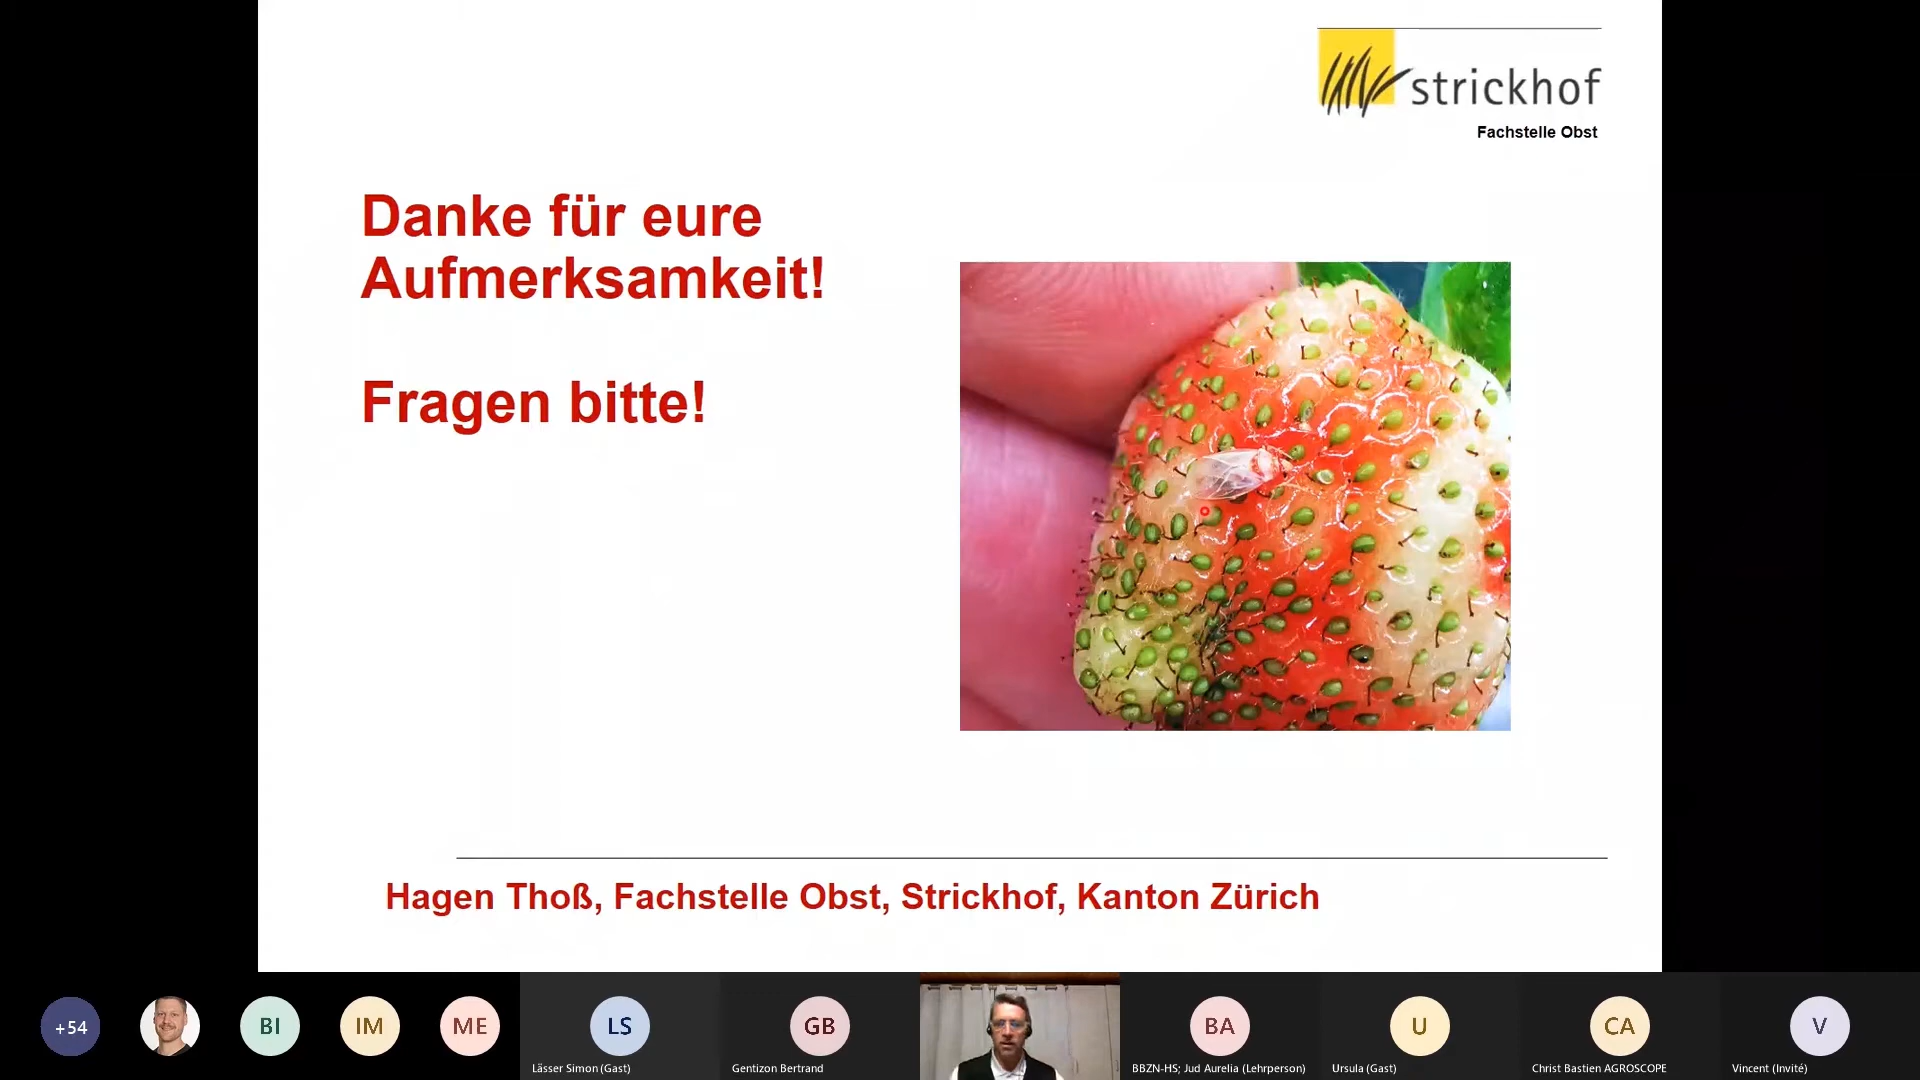 strickhof
Fachstelle Obst
Danke für eure
Aufmerksamkeit!
Fragen bitte!
Hagen Thoß, Fachstelle Obst, Strickhof, Kanton Zürich
+54
BI
IM
ME
LS
GB
BA
U
CA
V
Lässer Simon (Gast)
Gentizon Bertrand
BBZN-HS; Jud Aurelia (Lehrperson)
Ursula (Gast)
Christ Bastien AGROSCOPE
Vincent (Invité)